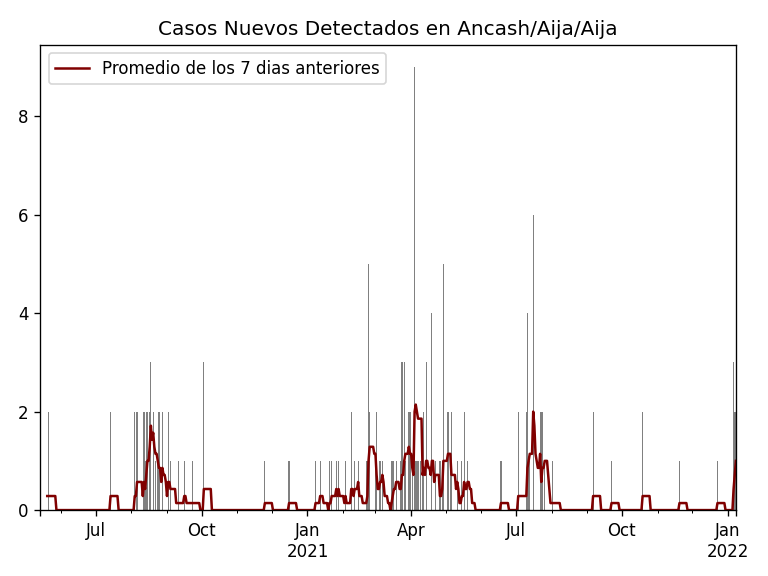 Casos Nuevos Detectados en Ancash/Aija/Aija
Promedio de los 7 dias anteriores
8
6
4
2
0
Jul
Oct
Jan
2021
Apr
Jul
Oct
Jan
2022